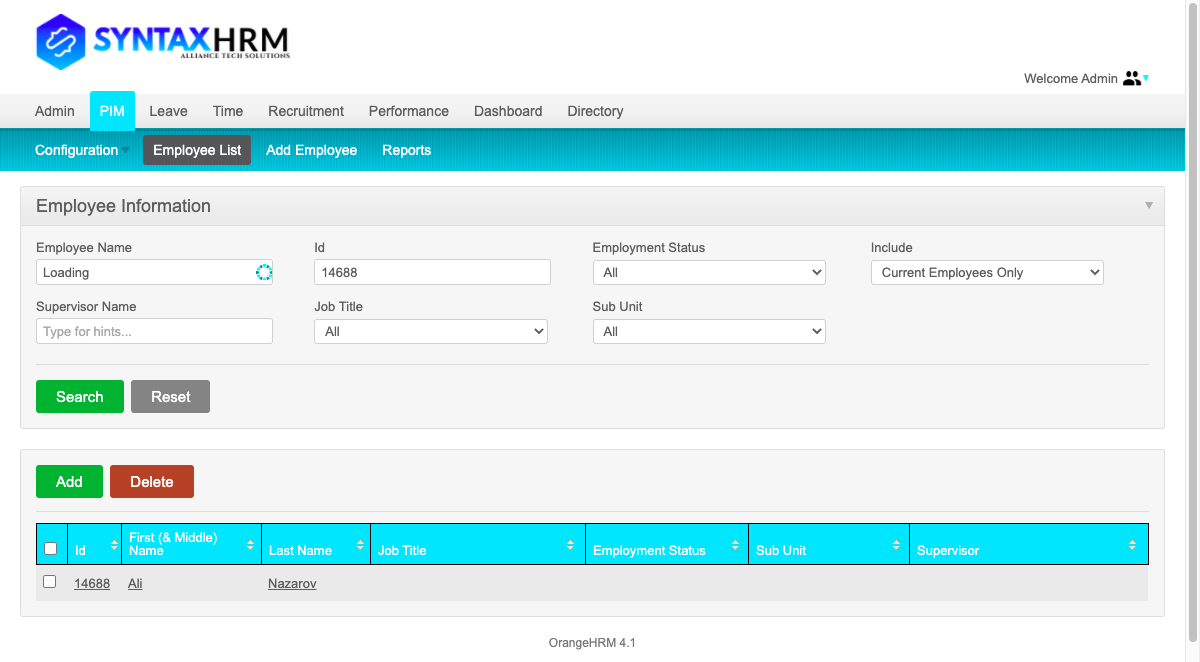 SYNTAXHRM
ALLIANCE TECH SOLUTIONS
Welcome Admin
Admin PIM Leave Time Recruitment Performance Dashboard Directory
Configuration Employee List Add Employee Reports
Employee Information
Employee Name Id Employment Status Include
Loading 14688 All Current Employees Only
Supervisor Name Job Title Sub Unit
Type for hints... All All
Search Reset
Add Delete
First (& Middle)
Id Name Last Name Job Title Employment Status Sub Unit Supervisor
14688 Ali Nazarov
OrangeHRM 4.1